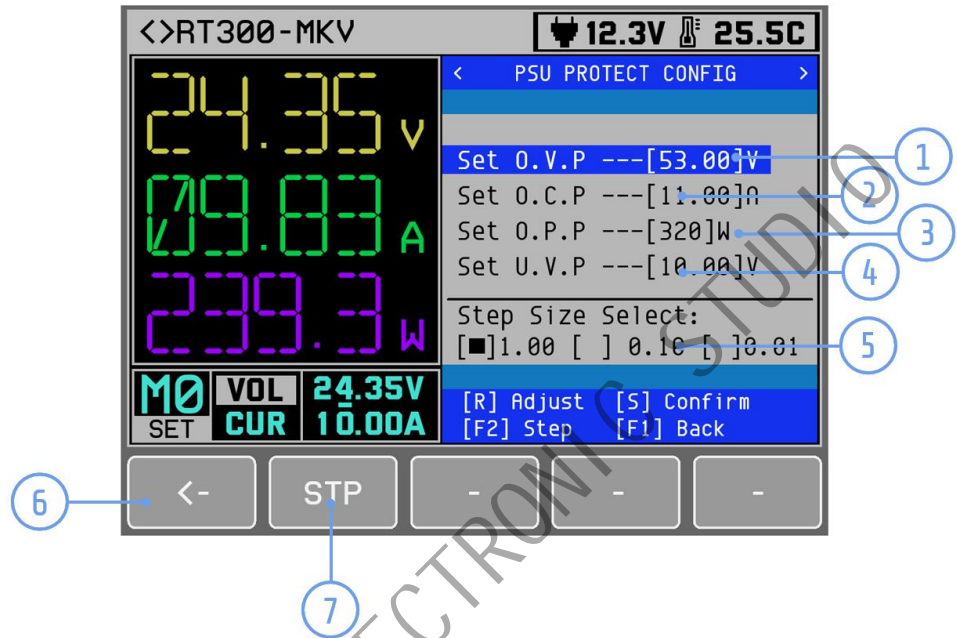 <>RT300-MKV
12.3V 25.5C
24.35 V
09.83 A
239.3 W
M0 VOL 24.35V
SET CUR 10.00A
< PSU PROTECT CONFIG >
Set O.V.P ---[53.00]V
Set O.C.P ---[11.00]A
Set O.P.P ---[320]W
Set U.V.P ---[10.00]V
Step Size Select:
[■]1.00 [ ] 0.10 [ ]0.01
[R] Adjust [S] Confirm
[F2] Step [F1] Back
<- STP - - -
1
2
3
4
5
6
7
ECTRONIC STUDIO